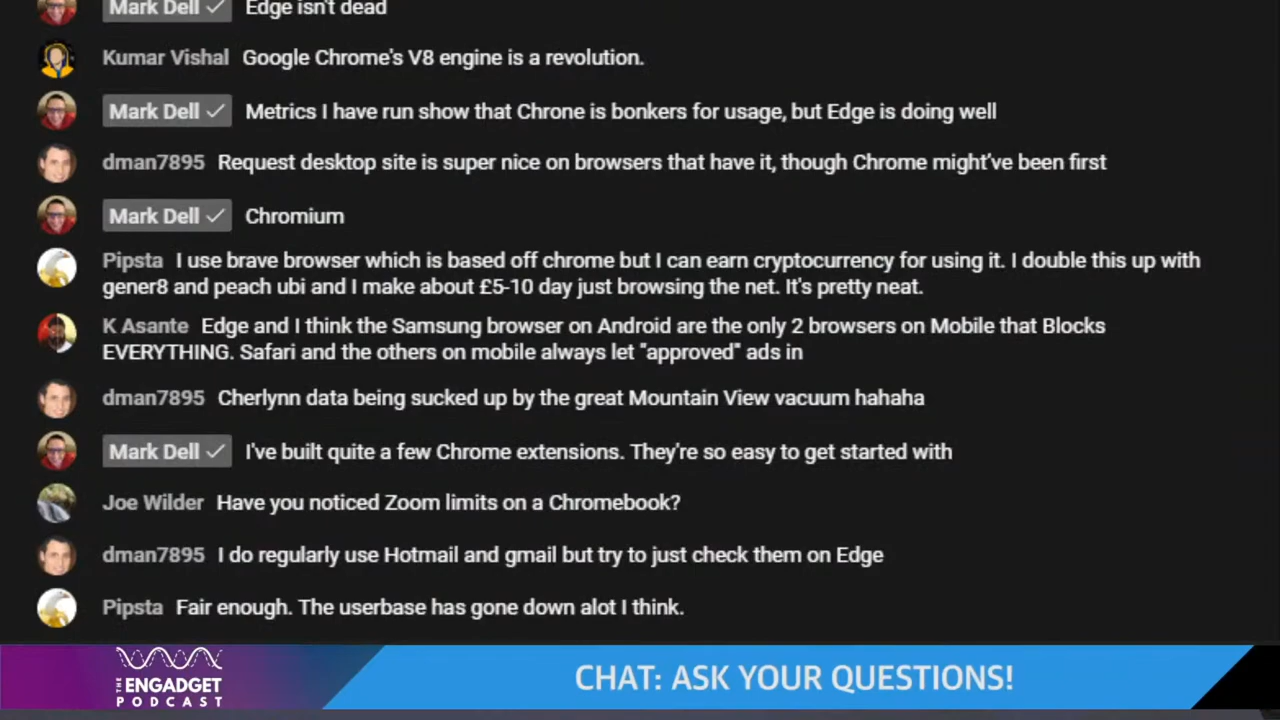 Mark Dell Edge isn't dead
Kumar Vishal Google Chrome's V8 engine is a revolution.
Mark Dell Metrics I have run show that Chrone is bonkers for usage, but Edge is doing well
dman7895 Request desktop site is super nice on browsers that have it, though Chrome might've been first
Mark Dell Chromium
Pipsta I use brave browser which is based off chrome but I can earn cryptocurrency for using it. I double this up with
gener8 and peach ubi and I make about £5-10 day just browsing the net. It's pretty neat.
K Asante Edge and I think the Samsung browser on Android are the only 2 browsers on Mobile that Blocks
EVERYTHING. Safari and the others on mobile always let "approved" ads in
dman7895 Cherlynn data being sucked up by the great Mountain View vacuum hahaha
Mark Dell I've built quite a few Chrome extensions. They're so easy to get started with
Joe Wilder Have you noticed Zoom limits on a Chromebook?
dman7895 I do regularly use Hotmail and gmail but try to just check them on Edge
Pipsta Fair enough. The userbase has gone down alot I think.
THE ENGADGET
PODCAST
CHAT: ASK YOUR QUESTIONS!